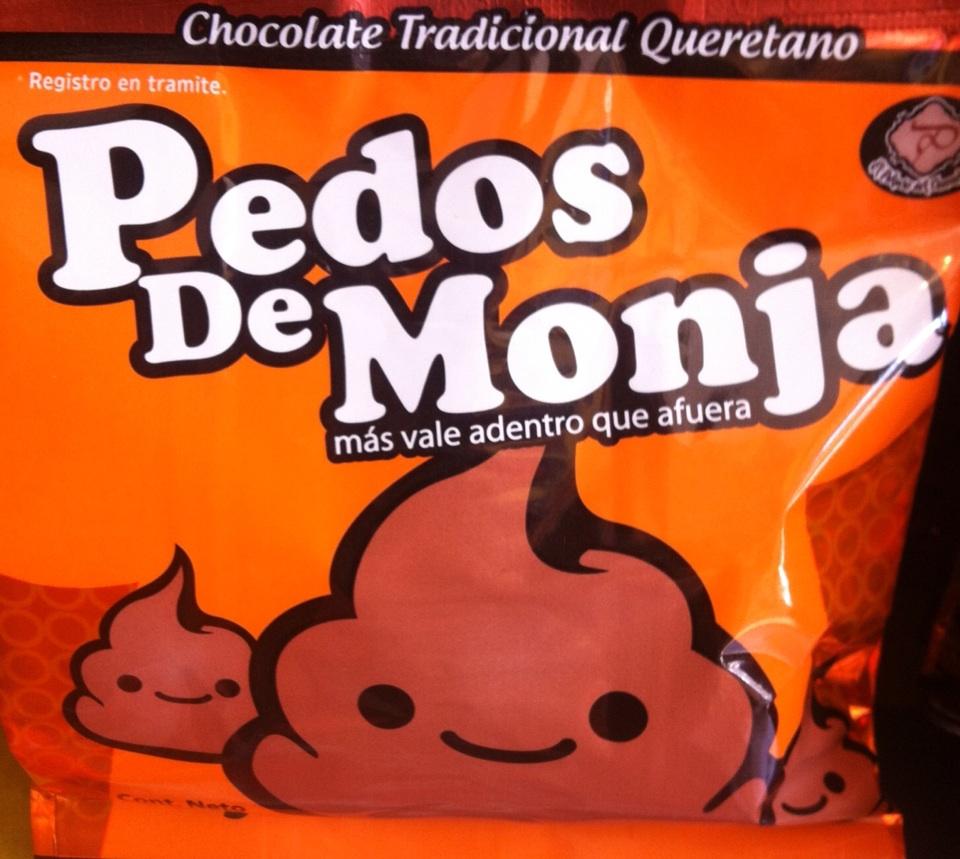 Chocolate Tradicional Queretano
Registro en tramite.
Pedos
De Monja
más vale adentro que afuera
Cont. Neto